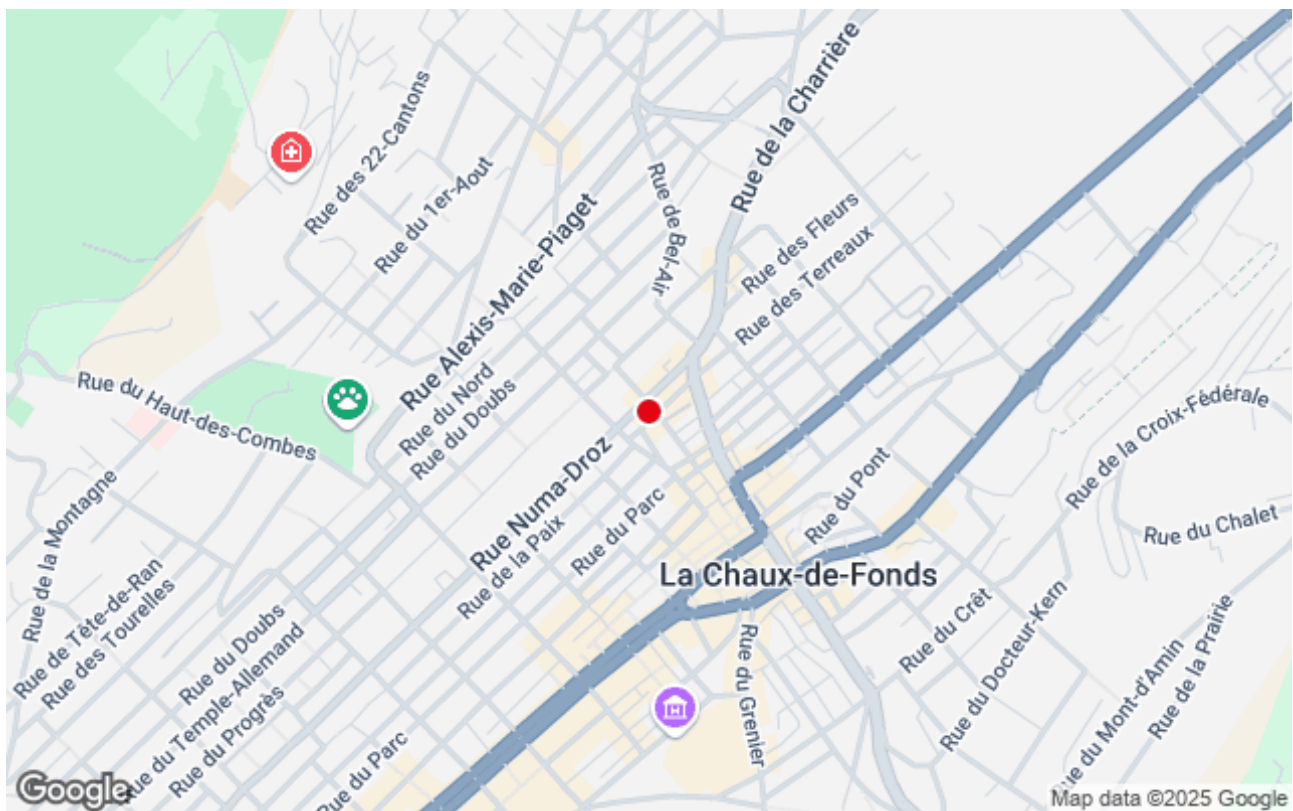 Rue de la Charrière
Rue des 22-Cantons
Rue du 1er-Aout
Rue Alexis-Marie-Piaget
Rue de Bel-Air
Rue des Fleurs
Rue des Terreaux
Rue du Haut-des-Combes
Rue du Nord
Rue du Doubs
Rue de la Croix-Fédérale
Rue Numa-Droz
Rue du Pont
Rue du Parc
Rue de la Paix
Rue du Chalet
Rue de la Montagne
La Chaux-de-Fonds
Rue de Tête-de-Ran
Rue des Tourelles
Rue du Doubs
Rue du Temple-Allemand
Rue du Progrès
Rue du Crêt
Rue du Docteur-Kern
Rue du Grenier
Rue du Mont-d'Amin
Rue de la Prairie
Rue du Parc
H
Google
Map data ©2025 Google